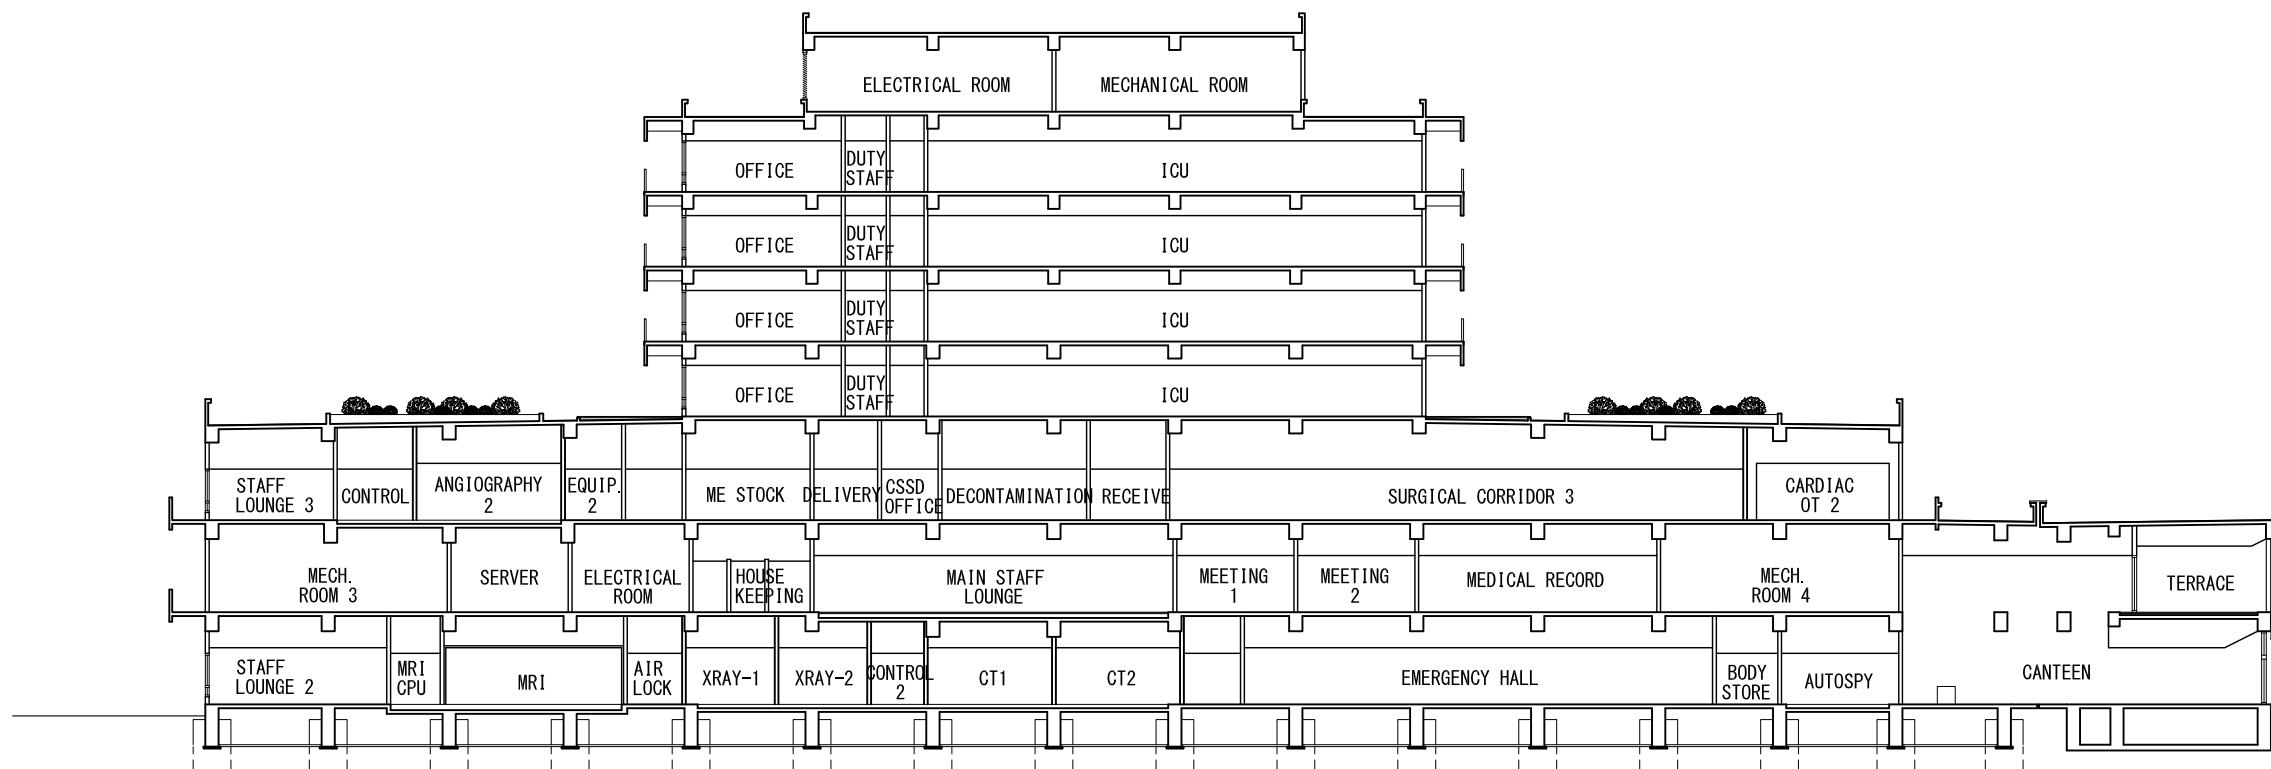 ELECTRICAL ROOM
MECHANICAL ROOM
OFFICE
DUTY
STAFF
ICU
OFFICE
DUTY
STAFF
ICU
OFFICE
DUTY
STAFF
ICU
OFFICE
DUTY
STAFF
ICU
STAFF
LOUNGE 3
CONTROL
ANGIOGRAPHY
2
EQUIP.
2
ME STOCK
DELIVERY
CSSD
OFFICE
DECONTAMINATION
RECEIVE
SURGICAL CORRIDOR 3
CARDIAC
OT 2
MECH.
ROOM 3
SERVER
ELECTRICAL
ROOM
HOUSE
KEEPING
MAIN STAFF
LOUNGE
MEETING
1
MEETING
2
MEDICAL RECORD
MECH.
ROOM 4
TERRACE
STAFF
LOUNGE 2
MRI
CPU
MRI
AIR
LOCK
XRAY-1
XRAY-2
CONTROL
2
CT1
CT2
EMERGENCY HALL
BODY
STORE
AUTOSPY
CANTEEN